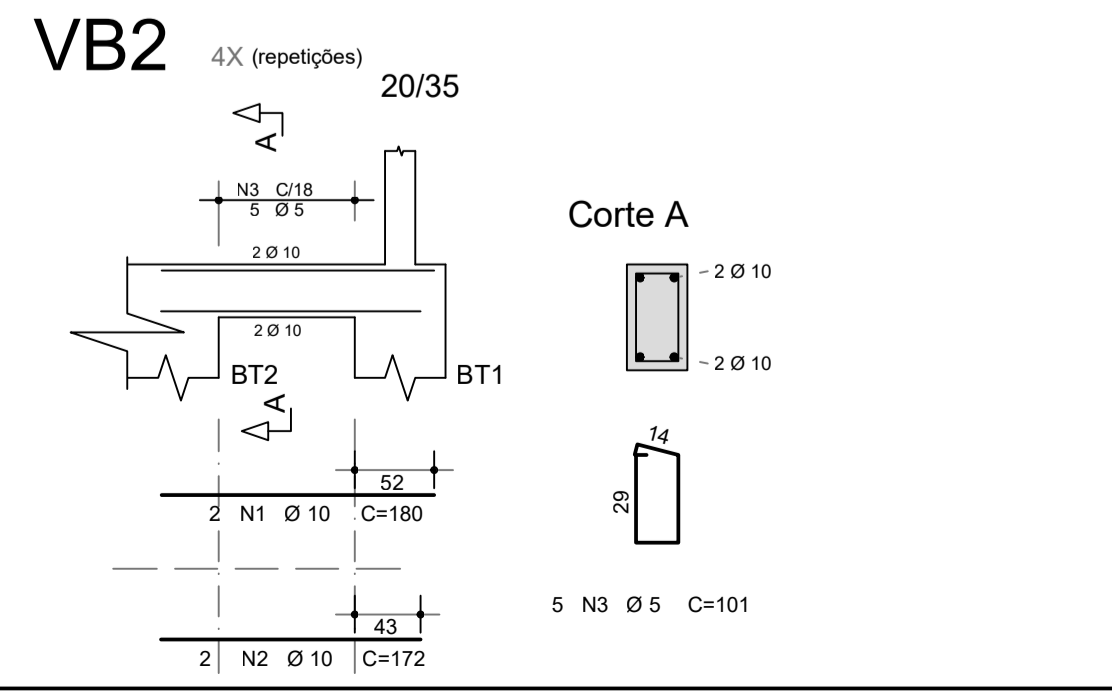 VB2 4X (repetições)
20/35
A
N3 C/18
5 Ø 5
2 Ø 10
2 Ø 10
BT2
BT1
A
52
2 N1 Ø 10 C=180
43
2 N2 Ø 10 C=172
Corte A
2 Ø 10
2 Ø 10
14
29
5 N3 Ø 5 C=101